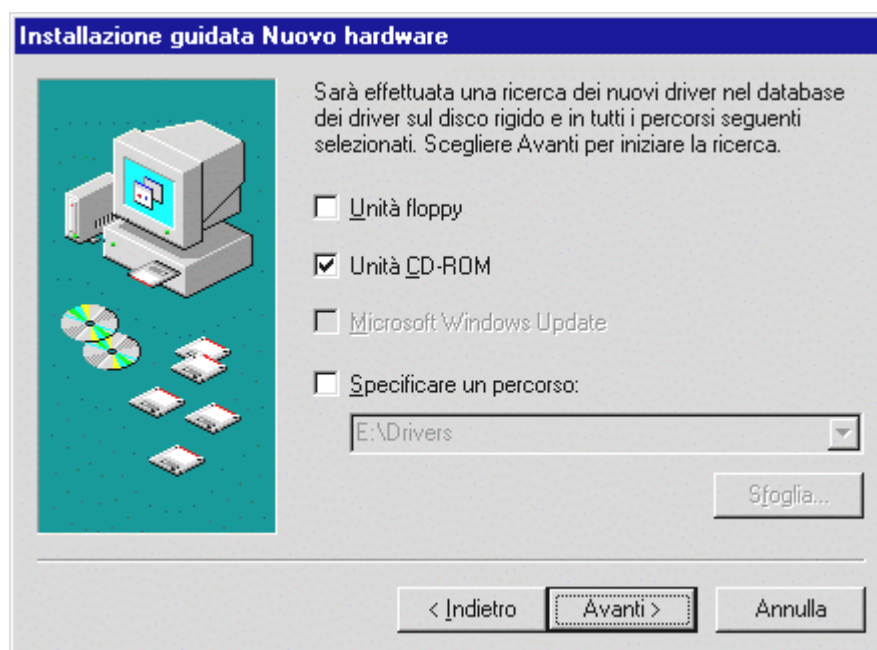 Installazione guidata Nuovo hardware
Sarà effettuata una ricerca dei nuovi driver nel database
dei driver sul disco rigido e in tutti i percorsi seguenti
selezionati. Scegliere Avanti per iniziare la ricerca.
Unità floppy
Unità CD-ROM
Microsoft Windows Update
Specificare un percorso:
E:\Drivers
Sfoglia...
< Indietro
Avanti >
Annulla